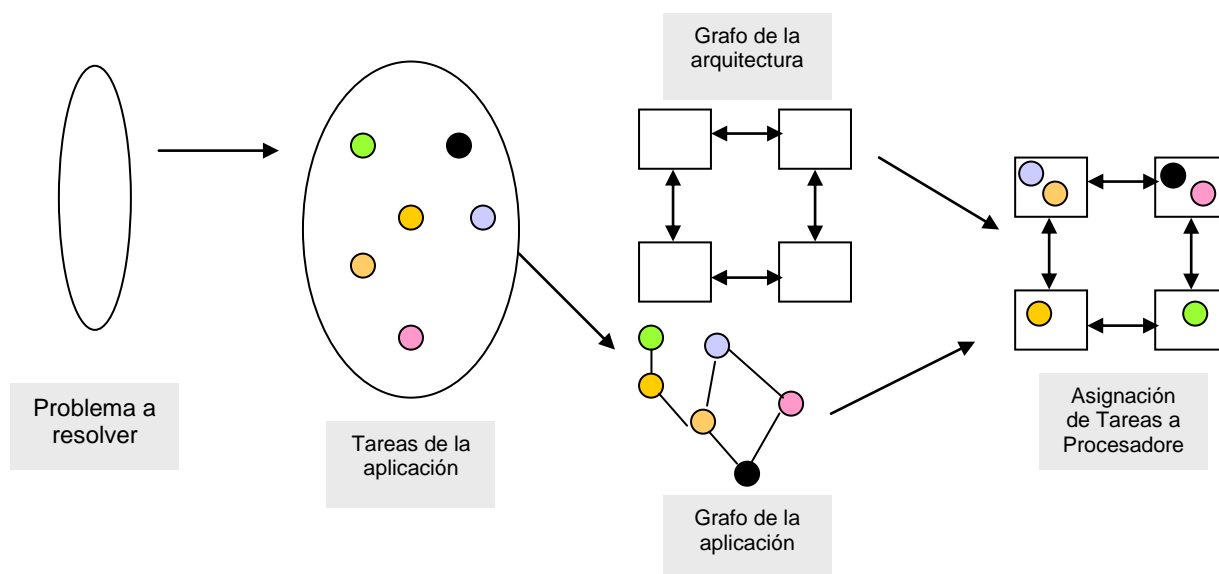 Problema a
resolver
Tareas de la
aplicación
Grafo de la
arquitectura
Grafo de la
aplicación
Asignación
de Tareas a
Procesadore